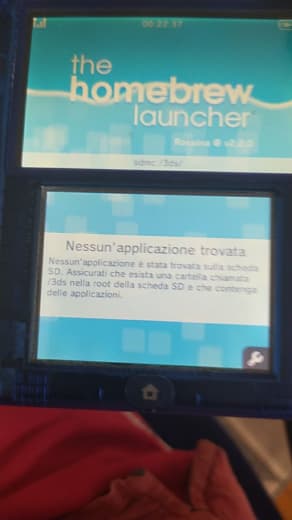 00:22:37
the
homebrew
launcher
Rosalina @ v2.2.0
sdmc:/3ds/
Nessun'applicazione trovata
Nessun'applicazione è stata trovata sulla scheda
SD. Assicurati che esista una cartella chiamata
/3ds nella root della scheda SD e che contenga
delle applicazioni.